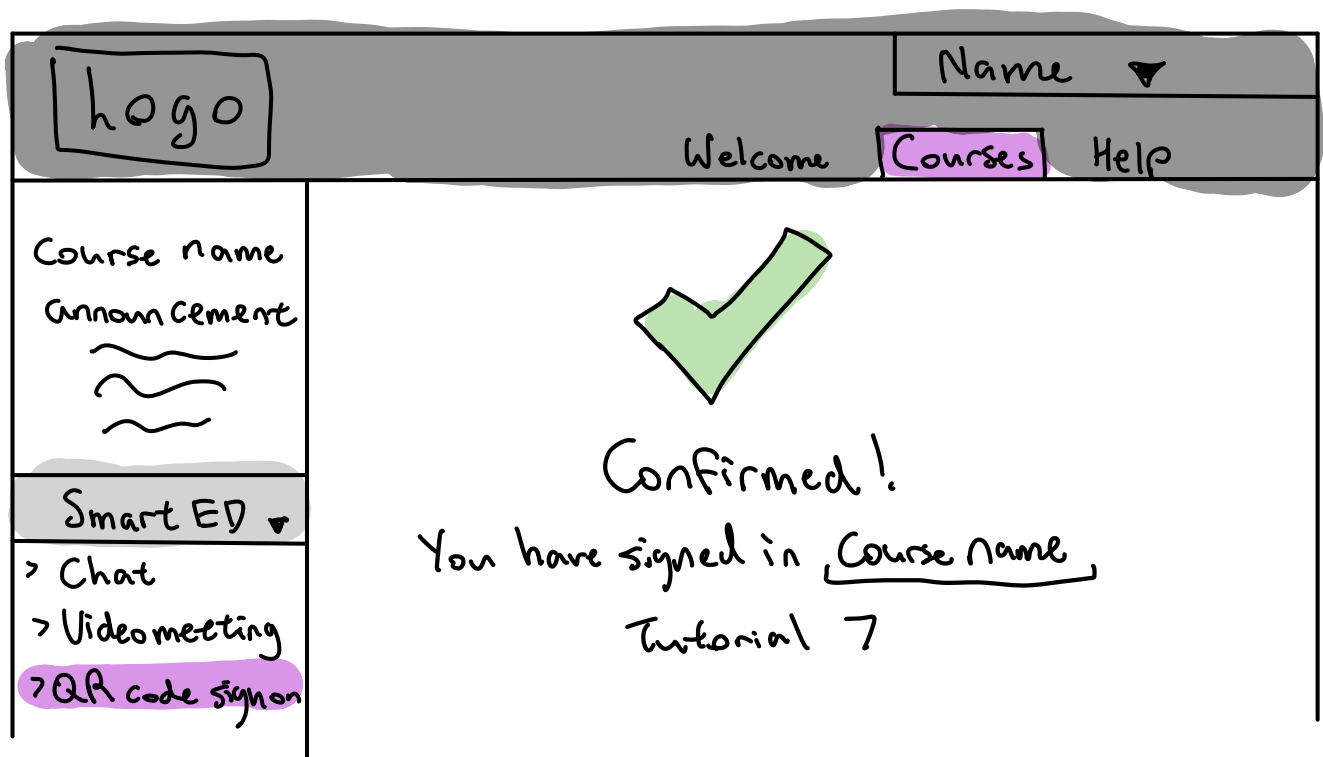 Logo
Name
Welcome Courses Help
Course name
announcement
Smart ED
> Chat
> Videomeeting
> QR code sign on
Confirmed!
You have signed in Course name
Tutorial 7